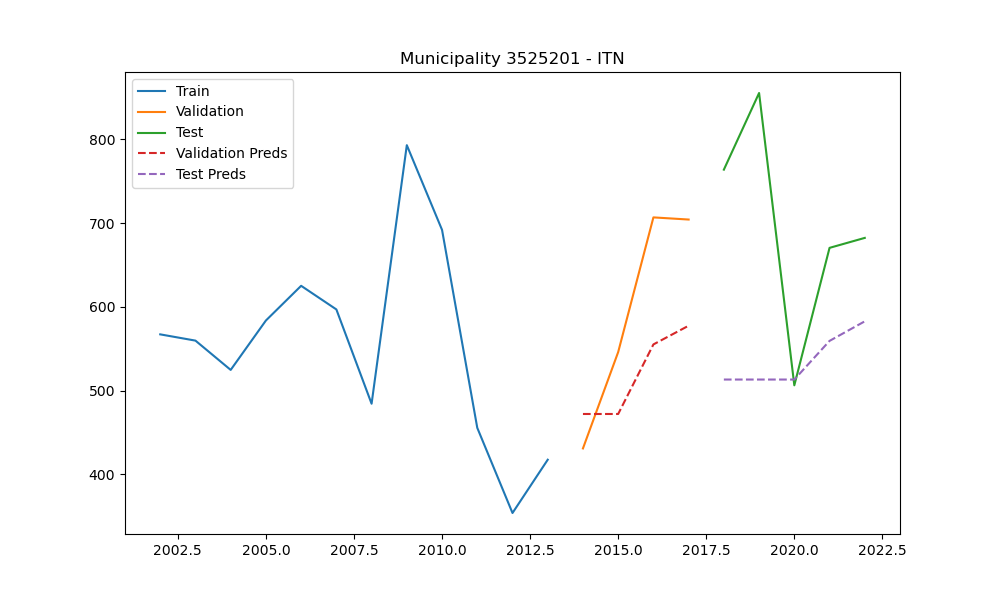 Municipality 3525201 - ITN
Train
Validation
Test
Validation Preds
Test Preds
800
700
600
500
400
2002.5 2005.0 2007.5 2010.0 2012.5 2015.0 2017.5 2020.0 2022.5